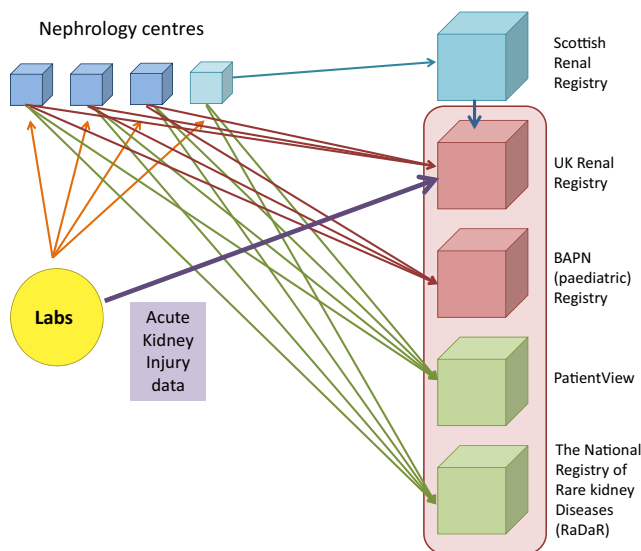 Nephrology centres
Scottish
Renal
Registry
UK Renal
Registry
BAPN
(paediatric)
Registry
Labs
Acute
Kidney
Injury
data
PatientView
The National
Registry of
Rare kidney
Diseases
(RaDaR)